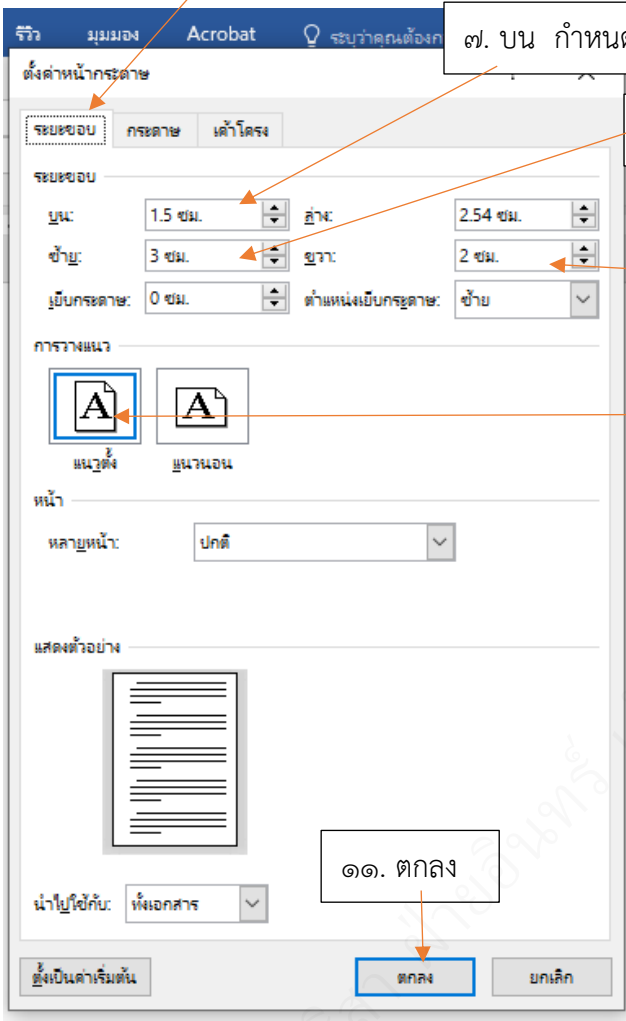 รีวิว มุมมอง Acrobat ระบุว่าคุณต้องก
๗. บน กำหนด
ตั้งค่าหน้ากระดาษ
ระยะขอบ กระดาษ เค้าโครง
ระยะขอบ
บน: 1.5 ซม. ล่าง: 2.54 ซม.
ซ้าย: 3 ซม. ขวา: 2 ซม.
เย็บกระดาษ: 0 ซม. ตำแหน่งเย็บกระดาษ: ซ้าย
การวางแนว
A A
แนวตั้ง แนวนอน
หน้า
หลายหน้า: ปกติ
แสดงตัวอย่าง
๑๑. ตกลง
นำไปใช้กับ: ทั้งเอกสาร
ตั้งเป็นค่าเริ่มต้น ตกลง ยกเลิก